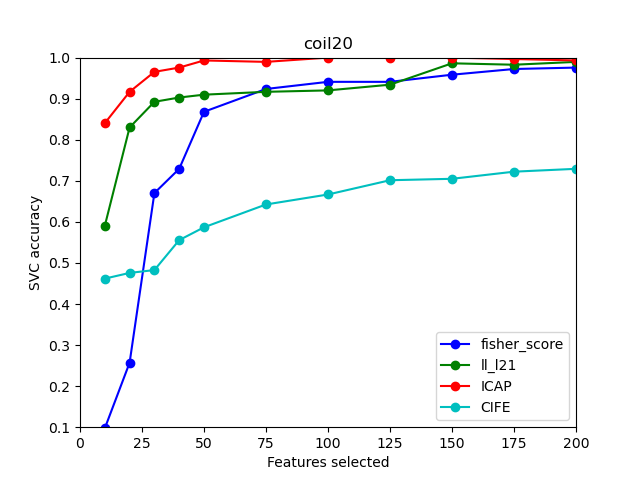 coil20
SVC accuracy
1.0
0.9
0.8
0.7
0.6
0.5
0.4
0.3
0.2
0.1
0 25 50 75 100 125 150 175 200
Features selected
fisher_score
ll_l21
ICAP
CIFE